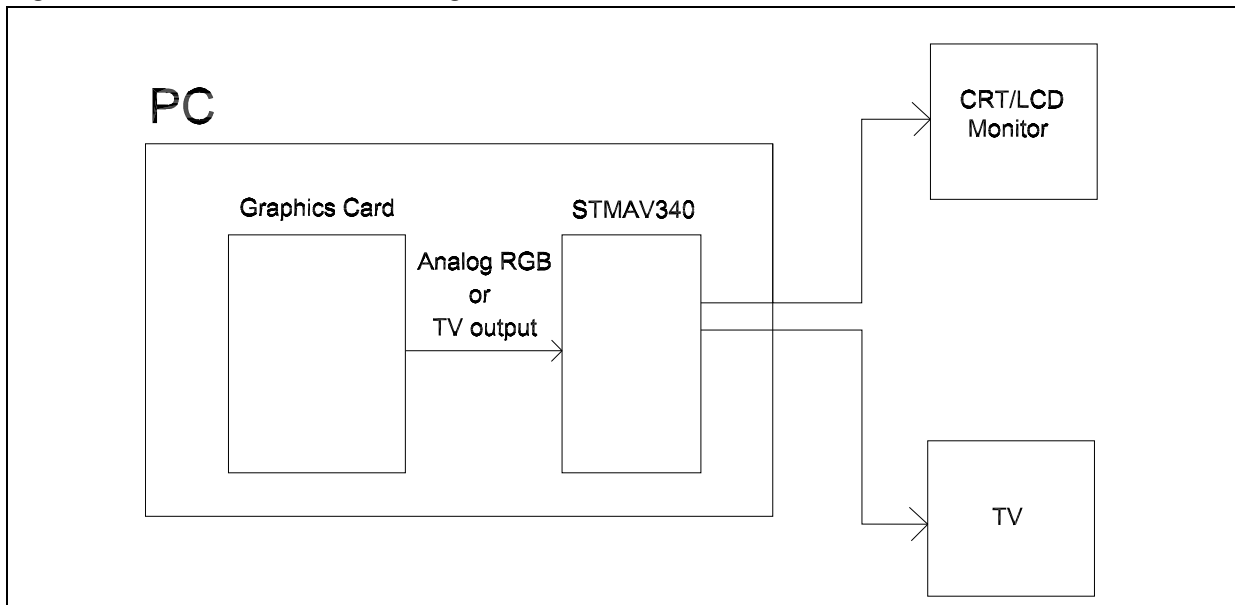 PC
Graphics Card
STMAV340
Analog RGB
or
TV output
CRT/LCD
Monitor
TV